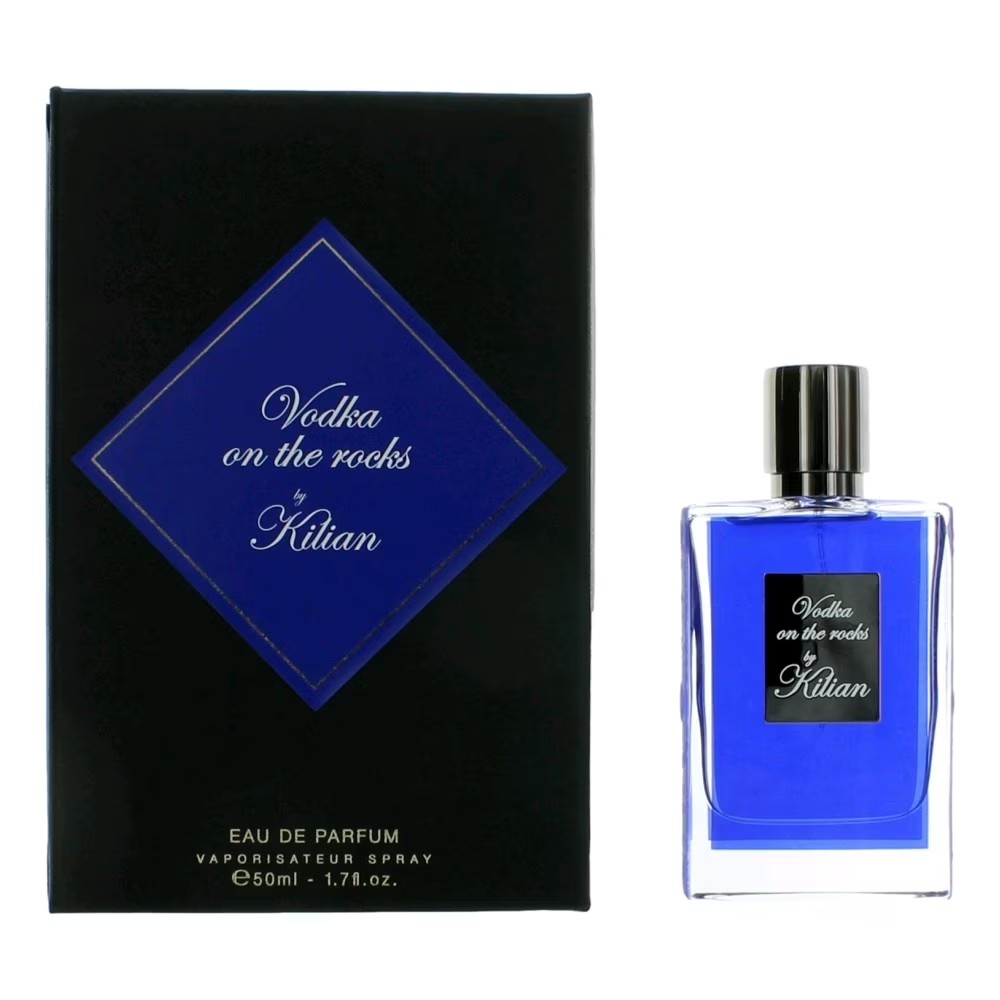 Vodka
on the rocks
by
Kilian
EAU DE PARFUM
VAPORISATEUR SPRAY
℮50ml - 1.7fl.oz.
Vodka
on the rocks
by
Kilian